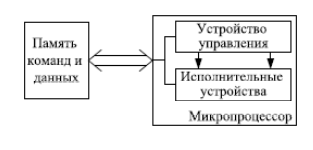 Память
команд и
данных
Устройство
управления
Исполнительные
устройства
Микропроцессор